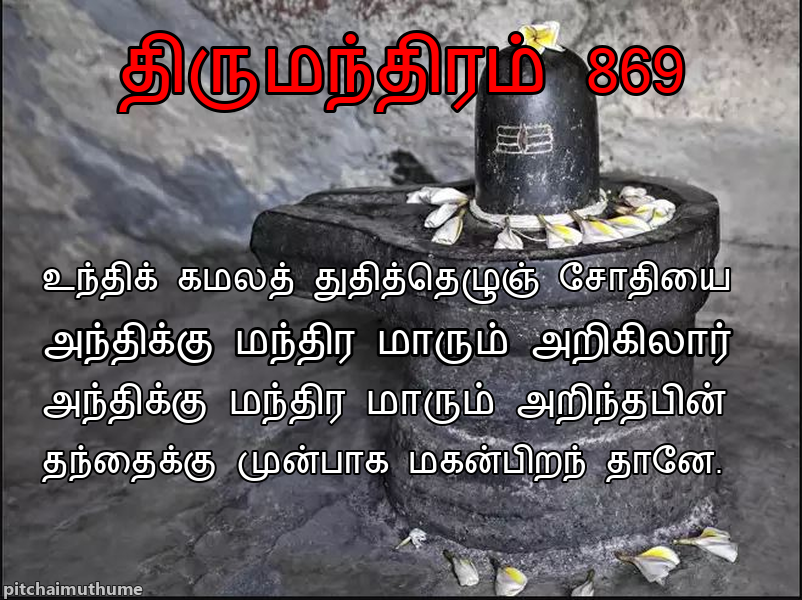 திருமந்திரம் 869
உந்திக் கமலத் துதித்தெழுஞ் சோதியை
அந்திக்கு மந்திர மாரும் அறிகிலார்
அந்திக்கு மந்திர மாரும் அறிந்தபின்
தந்தைக்கு முன்பாக மகன்பிறந் தானே.
pitchaimuthume